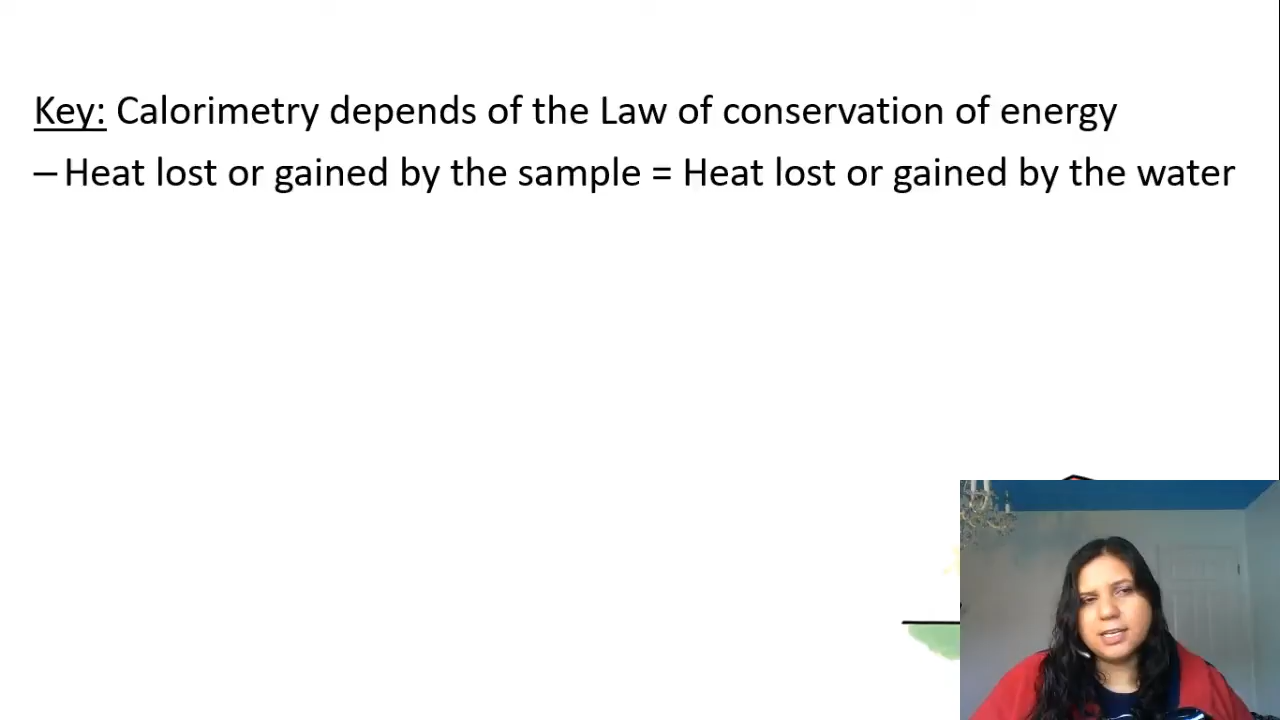 Key: Calorimetry depends of the Law of conservation of energy
– Heat lost or gained by the sample = Heat lost or gained by the water